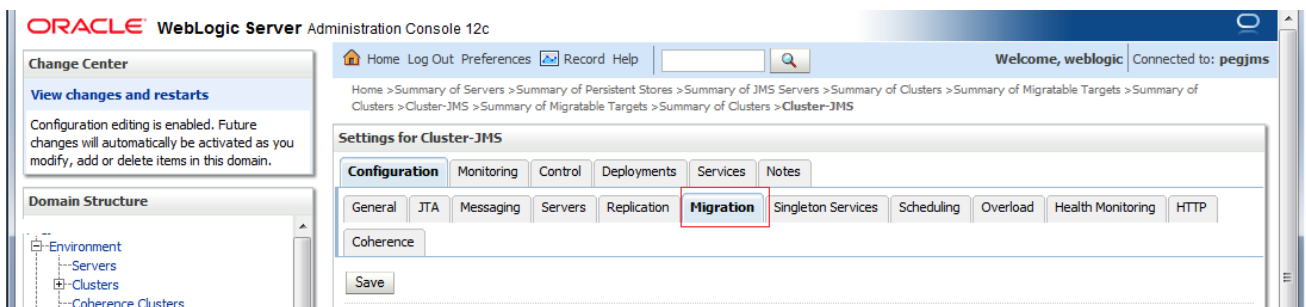 ORACLE WebLogic Server Administration Console 12c
Change Center
View changes and restarts
Configuration editing is enabled. Future
changes will automatically be activated as you
modify, add or delete items in this domain.
Domain Structure
Environment
Servers
Clusters
Coherence Clusters
Home Log Out Preferences Record Help
Welcome, weblogic Connected to: pegjms
Home >Summary of Servers >Summary of Persistent Stores >Summary of JMS Servers >Summary of Clusters >Summary of Migratable Targets >Summary of
Clusters >Cluster-JMS >Summary of Migratable Targets >Summary of Clusters >Cluster-JMS
Settings for Cluster-JMS
Configuration Monitoring Control Deployments Services Notes
General JTA Messaging Servers Replication Migration Singleton Services Scheduling Overload Health Monitoring HTTP
Coherence
Save